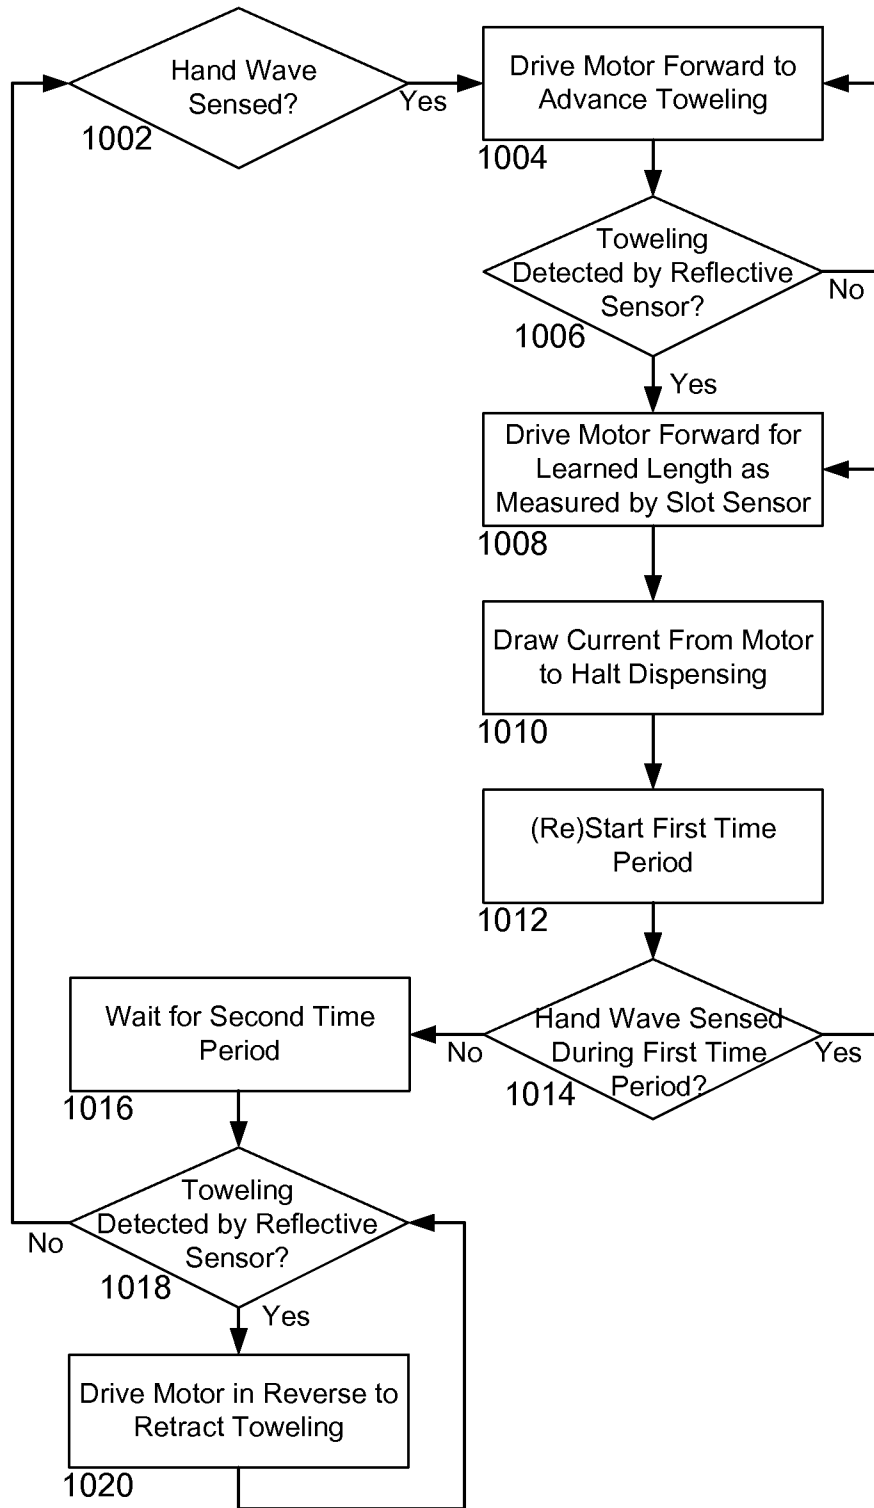 Hand Wave
Sensed?
Yes
1002
Drive Motor Forward to
Advance Toweling
1004
Toweling
Detected by Reflective
Sensor?
No
1006
Yes
Drive Motor Forward for
Learned Length as
Measured by Slot Sensor
1008
Draw Current From Motor
to Halt Dispensing
1010
(Re)Start First Time
Period
1012
Hand Wave Sensed
During First Time
Period?
No
Yes
1014
Wait for Second Time
Period
1016
Toweling
Detected by Reflective
Sensor?
No
1018
Yes
Drive Motor in Reverse to
Retract Toweling
1020